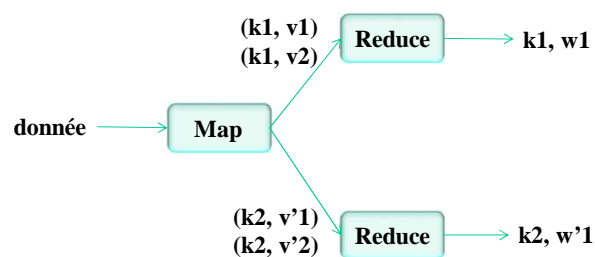 (k1, v1)
(k1, v2)
Reduce
k1, w1
donnée
Map
(k2, v’1)
(k2, v’2)
Reduce
k2, w’1